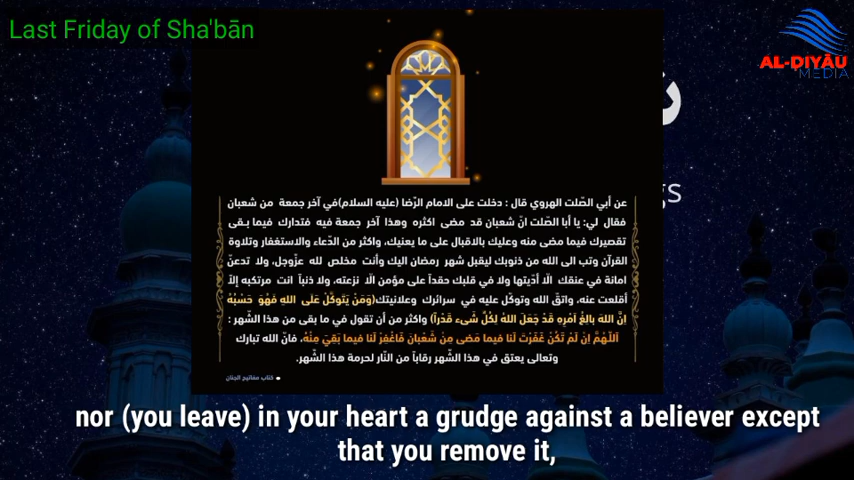 Last Friday of Sha'bān
AL-DIYĀU
MEDIA
عن أبي الصّلت الهروي قال : دخلت على الامام الرّضا (عليه السلام)في آخر جمعة من شعبان
فقال لي: يا أبا الصّلت انّ شعبان قد مضى اكثره وهذا آخر جمعة فيه فتدارك فيما بـقى
تقصيرك فيما مضى منه وعليك بالاقبال على ما يعنيك، واكثر من الدّعاء والاستغفار وتلاوة
القرآن وتب الى الله من ذنوبك ليقبل شهر رمضان اليك وأنت مخلص لله عزّوجل، ولا تدعنّ
امانة في عنقك الّا أدّيتها ولا في قلبك حقداً على مؤمن الّا نزعته، ولا ذنباً انت مرتكبه إلّا
أقلعت عنه، واتقّ الله وتوكّل عليه في سرائرك وعلانيتك(وَمَنْ يَتَوكَّلْ عَلَى اللهِ فَهُوَ حَسْبُهُ
اِنَّ اللهَ بالِغُ اَمْرِهِ قَدْ جَعَلَ اللهُ لِكُلِّ شَىء قَدْراً) واكثر من أن تقول في ما بقى من هذا الشّهر :
اَللّهُمَّ اِنْ لَمْ تَكُنْ غَفَرْتَ لَنا فيما مَضى مِنْ شَعْبانَ فَاغْفِرْ لَنا فيما بَقِيَ مِنْهُ، فانّ الله تبارك
وتعالى يعتق في هذا الشّهر رقاباً من النّار لحرمة هذا الشّهر.
كتاب مفاتيح الجنان
nor (you leave) in your heart a grudge against a believer except
that you remove it,